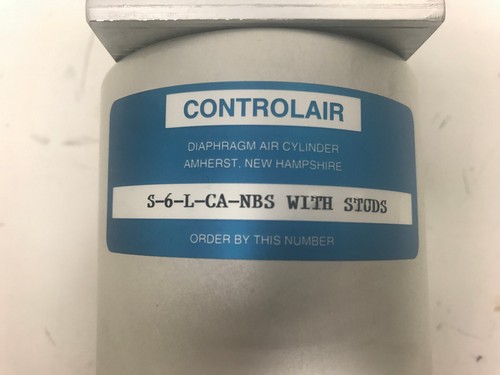 CONTROLAIR
DIAPHRAGM AIR CYLINDER
AMHERST, NEW HAMPSHIRE
S-6-L-CA-NBS WITH STUDS
ORDER BY THIS NUMBER